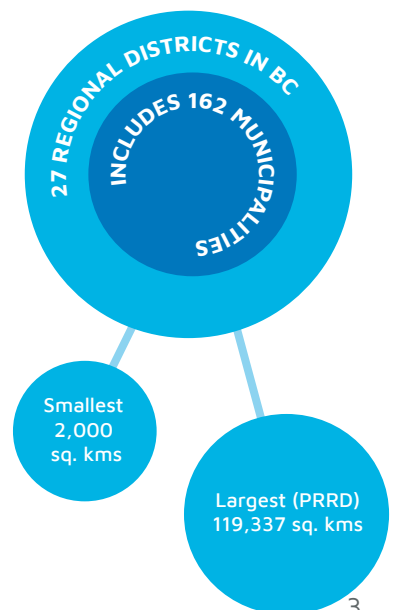 27 REGIONAL DISTRICTS IN BC
INCLUDES 162 MUNICIPALITIES
Smallest
2,000
sq. kms
Largest (PRRD)
119,337 sq. kms
3